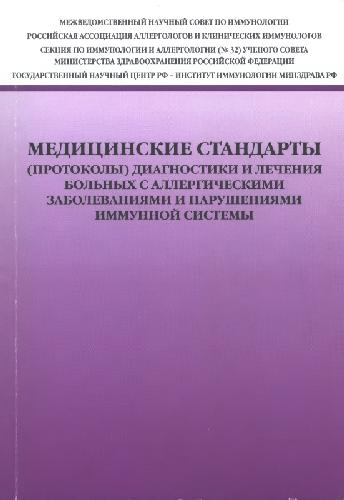 МЕЖВЕДОМСТВЕННЫЙ НАУЧНЫЙ СОВЕТ ПО ИММУНОЛОГИИ
РОССИЙСКАЯ АССОЦИАЦИЯ АЛЛЕРГОЛОГОВ И КЛИНИЧЕСКИХ ИММУНОЛОГОВ
СЕКЦИЯ ПО ИММУНОЛОГИИ И АЛЛЕРГОЛОГИИ (№ 32) УЧЕНОГО СОВЕТА
МИНИСТЕРСТВА ЗДРАВООХРАНЕНИЯ РОССИЙСКОЙ ФЕДЕРАЦИИ
ГОСУДАРСТВЕННЫЙ НАУЧНЫЙ ЦЕНТР РФ – ИНСТИТУТ ИММУНОЛОГИИ МИНЗДРАВА РФ
МЕДИЦИНСКИЕ СТАНДАРТЫ
(ПРОТОКОЛЫ) ДИАГНОСТИКИ И ЛЕЧЕНИЯ
БОЛЬНЫХ С АЛЛЕРГИЧЕСКИМИ
ЗАБОЛЕВАНИЯМИ И НАРУШЕНИЯМИ
ИММУННОЙ СИСТЕМЫ